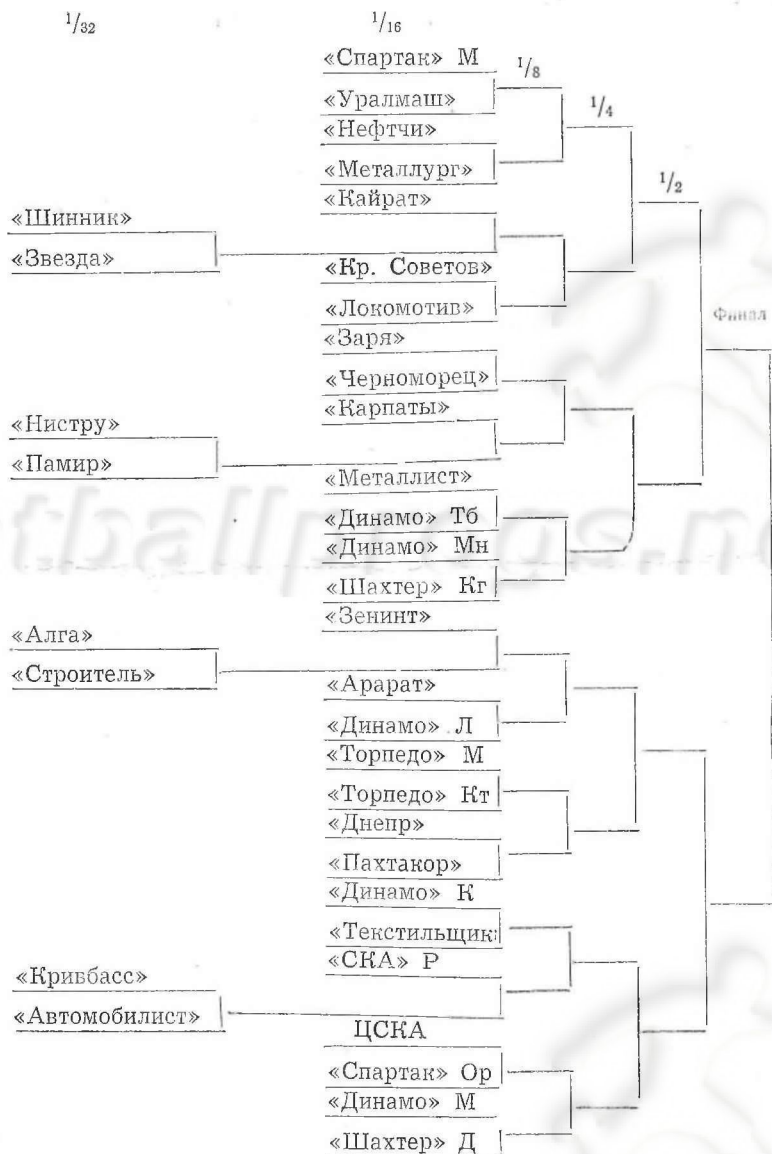 1/32
1/16
«Спартак» М
1/8
«Уралмаш»
1/4
«Нефтчи»
«Металлург»
1/2
«Кайрат»
«Шинник»
«Звезда»
«Кр. Советов»
«Локомотив»
Финал
«Заря»
«Черноморец»
«Карпаты»
«Нистру»
«Памир»
«Металлист»
«Динамо» Тб
«Динамо» Мн
«Шахтер» Кг
«Зенинт»
«Алга»
«Строитель»
«Арарат»
«Динамо» Л
«Торпедо» М
«Торпедо» Кт
«Днепр»
«Пахтакор»
«Динамо» К
«Текстильщик»
«СКА» Р
«Кривбасс»
«Автомобилист»
ЦСКА
«Спартак» Ор
«Динамо» М
«Шахтер» Д